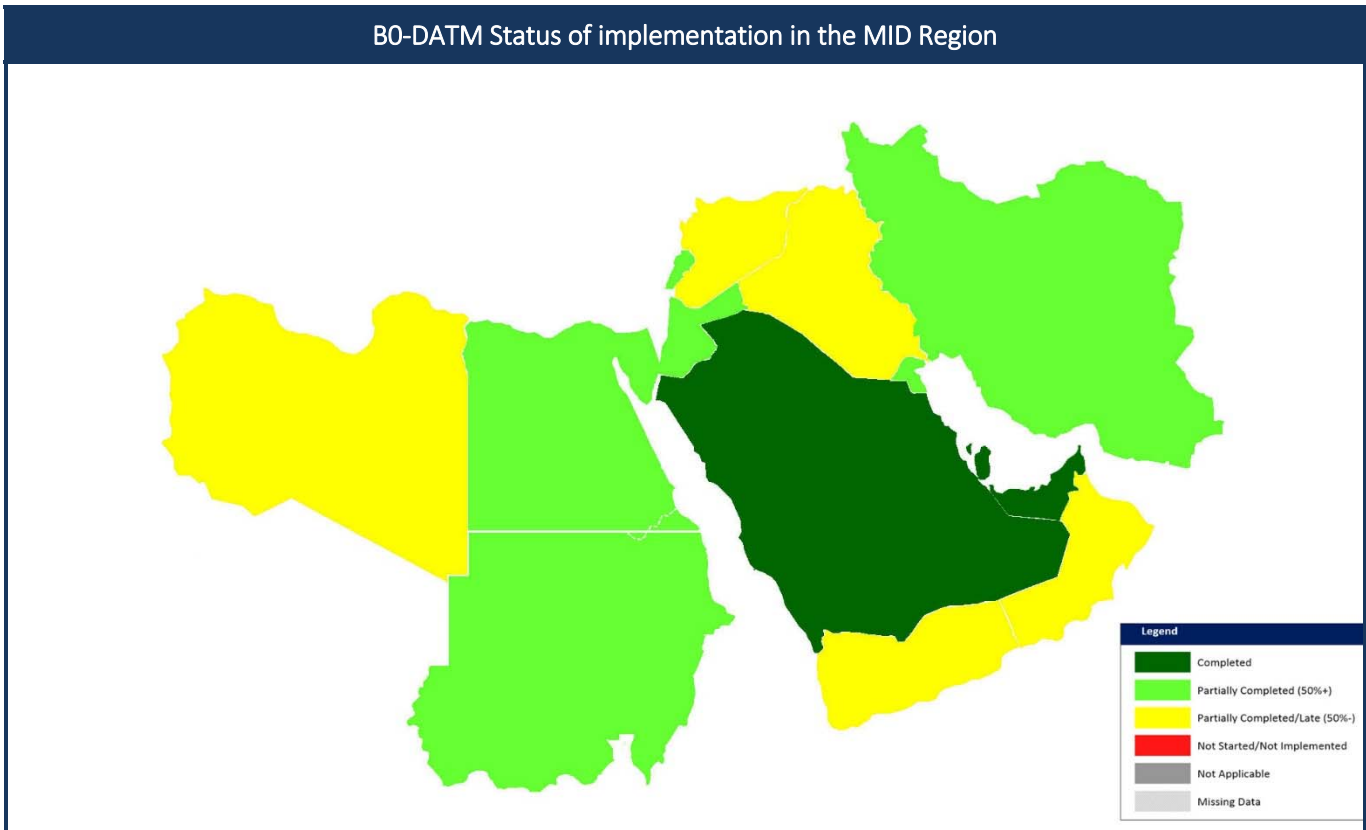 B0-DATM Status of implementation in the MID Region
Legend
Completed
Partially Completed (50%+)
Partially Completed/Late (50%-)
Not Started/Not Implemented
Not Applicable
Missing Data